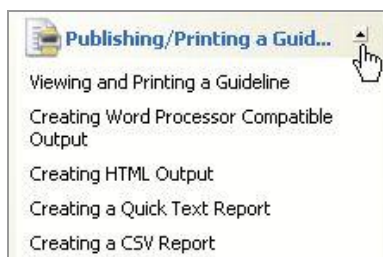 Publishing/Printing a Guid...
Viewing and Printing a Guideline
Creating Word Processor Compatible
Output
Creating HTML Output
Creating a Quick Text Report
Creating a CSV Report